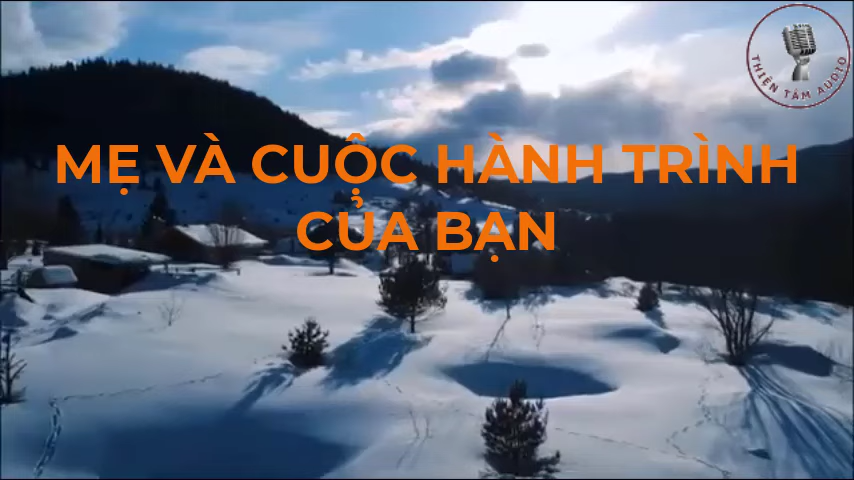 MẸ VÀ CUỘC HÀNH TRÌNH
CỦA BẠN
THIỆN TÂM AUDIO